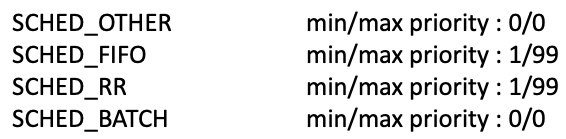 SCHED_OTHER min/max priority : 0/0
SCHED_FIFO min/max priority : 1/99
SCHED_RR min/max priority : 1/99
SCHED_BATCH min/max priority : 0/0